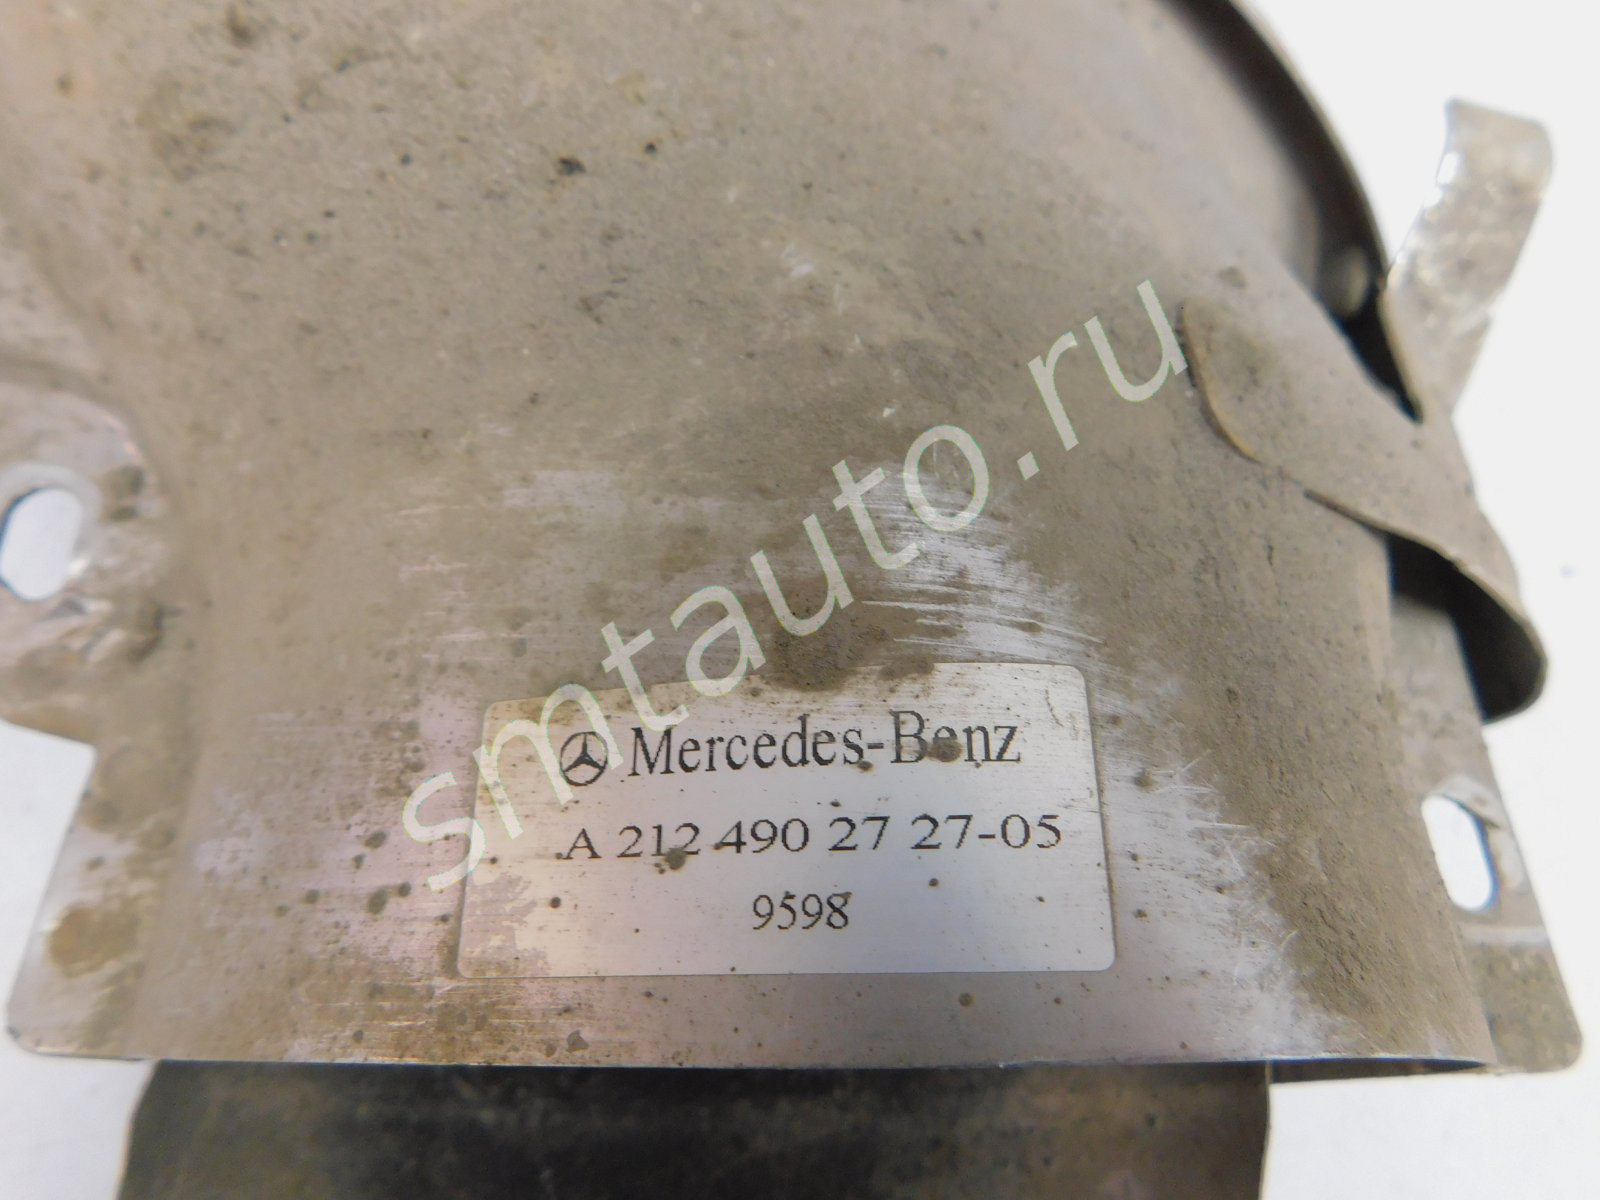 smtauto.ru
Mercedes-Benz
A 212 490 27 27-05
9598